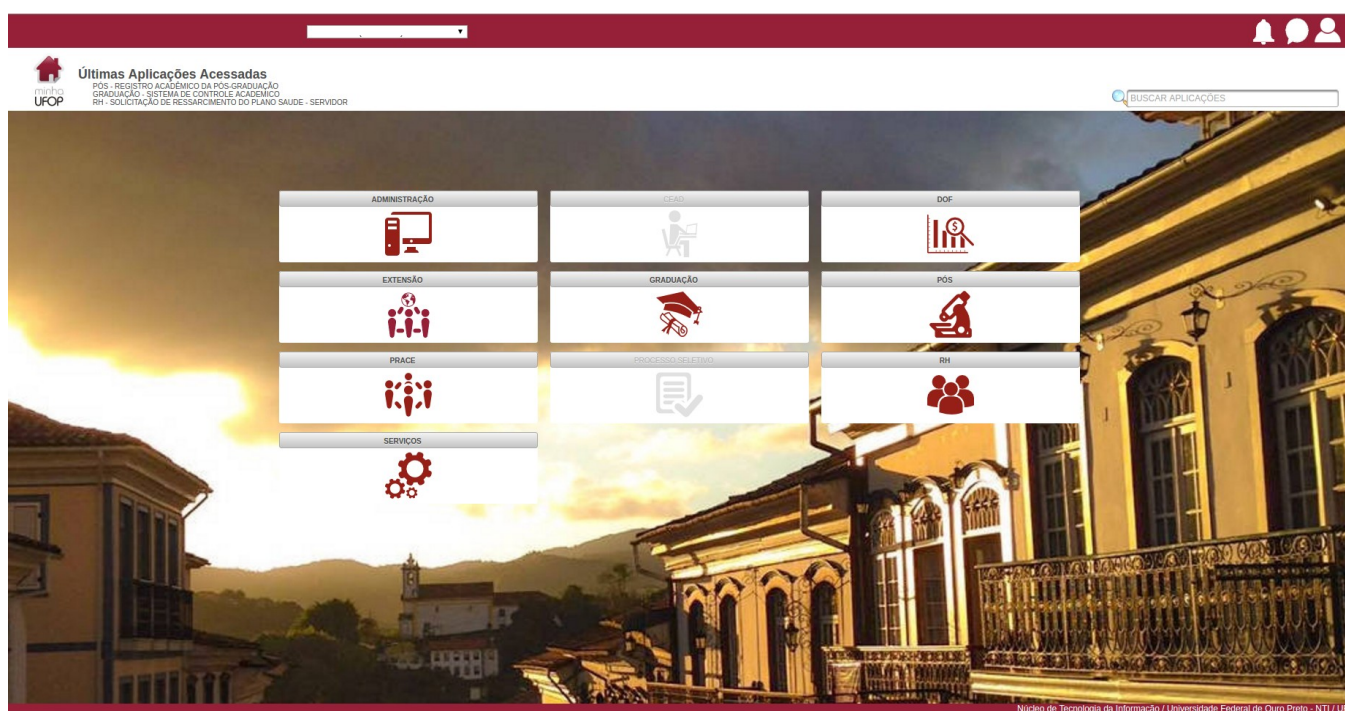 Últimas Aplicações Acessadas
PÓS - REGISTRO ACADÊMICO DA PÓS-GRADUAÇÃO
GRADUAÇÃO - SISTEMA DE CONTROLE ACADEMICO
RH - SOLICITAÇÃO DE RESSARCIMENTO DO PLANO SAUDE - SERVIDOR
minha
UFOP
BUSCAR APLICAÇÕES
ADMINISTRAÇÃO
CEAD
DOF
EXTENSÃO
GRADUAÇÃO
PÓS
PRACE
PROCESSO SELETIVO
RH
SERVIÇOS
Núcleo de Tecnologia da Informação / Universidade Federal de Ouro Preto - NTI /